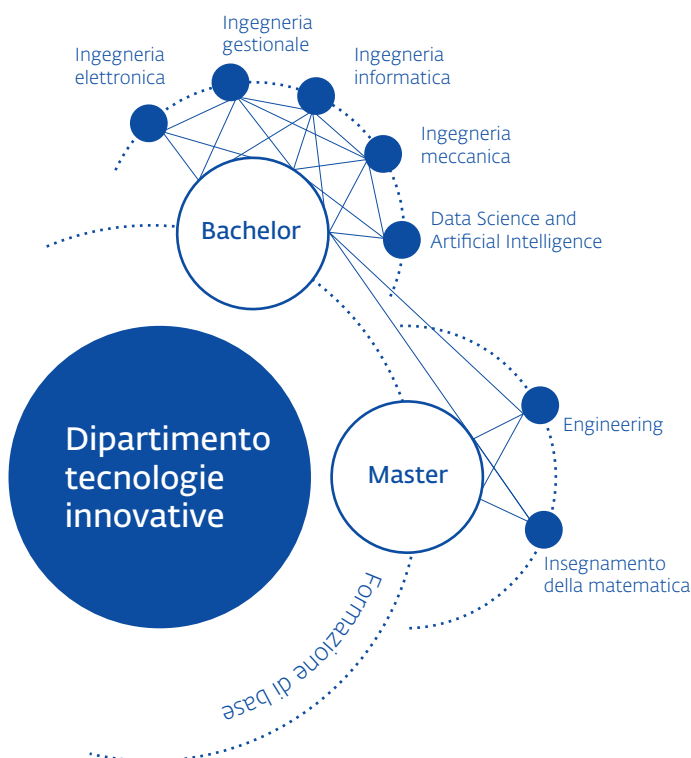 Ingegneria
elettronica
Ingegneria
gestionale
Ingegneria
informatica
Ingegneria
meccanica
Data Science and
Artificial Intelligence
Bachelor
Dipartimento
tecnologie
innovative
Master
Engineering
Insegnamento
della matematica
Formazione di base